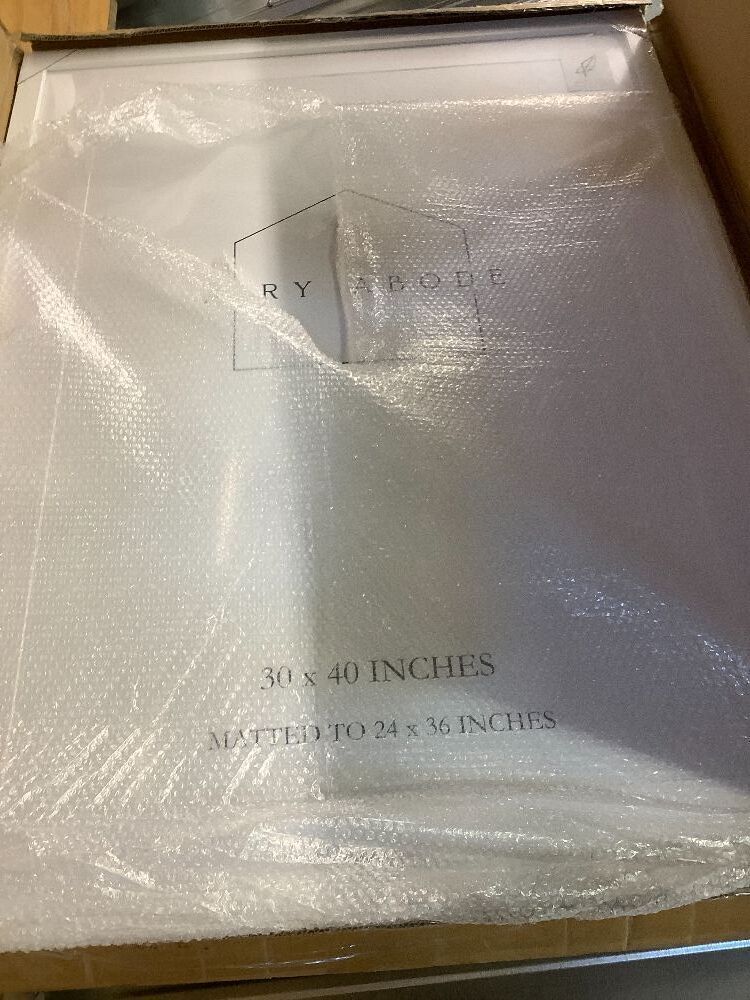 RY ABODE
30 x 40 INCHES
MATTED TO 24 x 36 INCHES